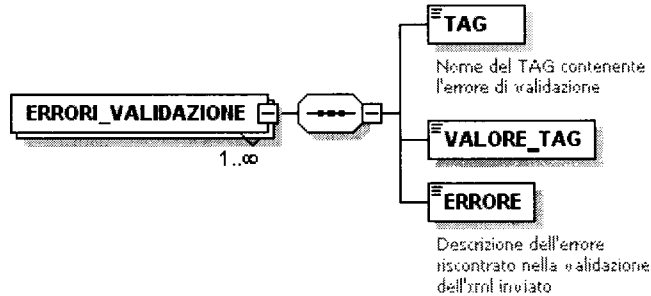 TAG
Nome del TAG contenente
l'errore di validazione
ERRORI_VALIDAZIONE
1..∞
VALORE_TAG
ERRORE
Descrizione dell'errore
riscontrato nella validazione
dell'xml inviato